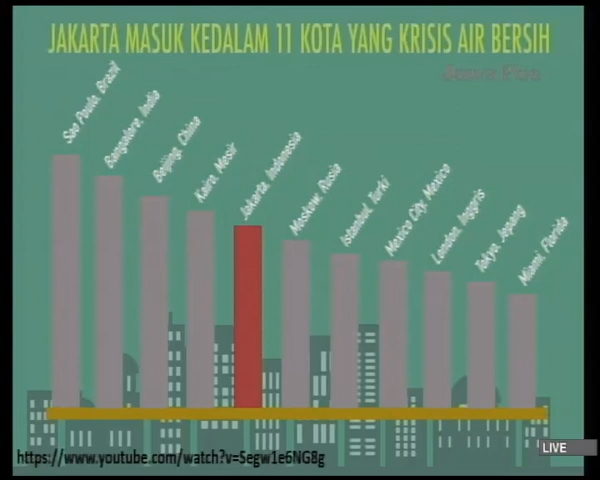 JAKARTA MASUK KEDALAM 11 KOTA YANG KRISIS AIR BERSIH
Sao Paulo, Brazil
Bangalore, India
Beijing, China
Kairo, Mesir
Jakarta, Indonesia
Moskow, Rusia
Istanbul, Turki
Mexico City, Mexico
London, Inggris
Tokyo, Jepang
Miami, Florida
LIVE
https://www.youtube.com/watch?v=Segw1e6NG8g